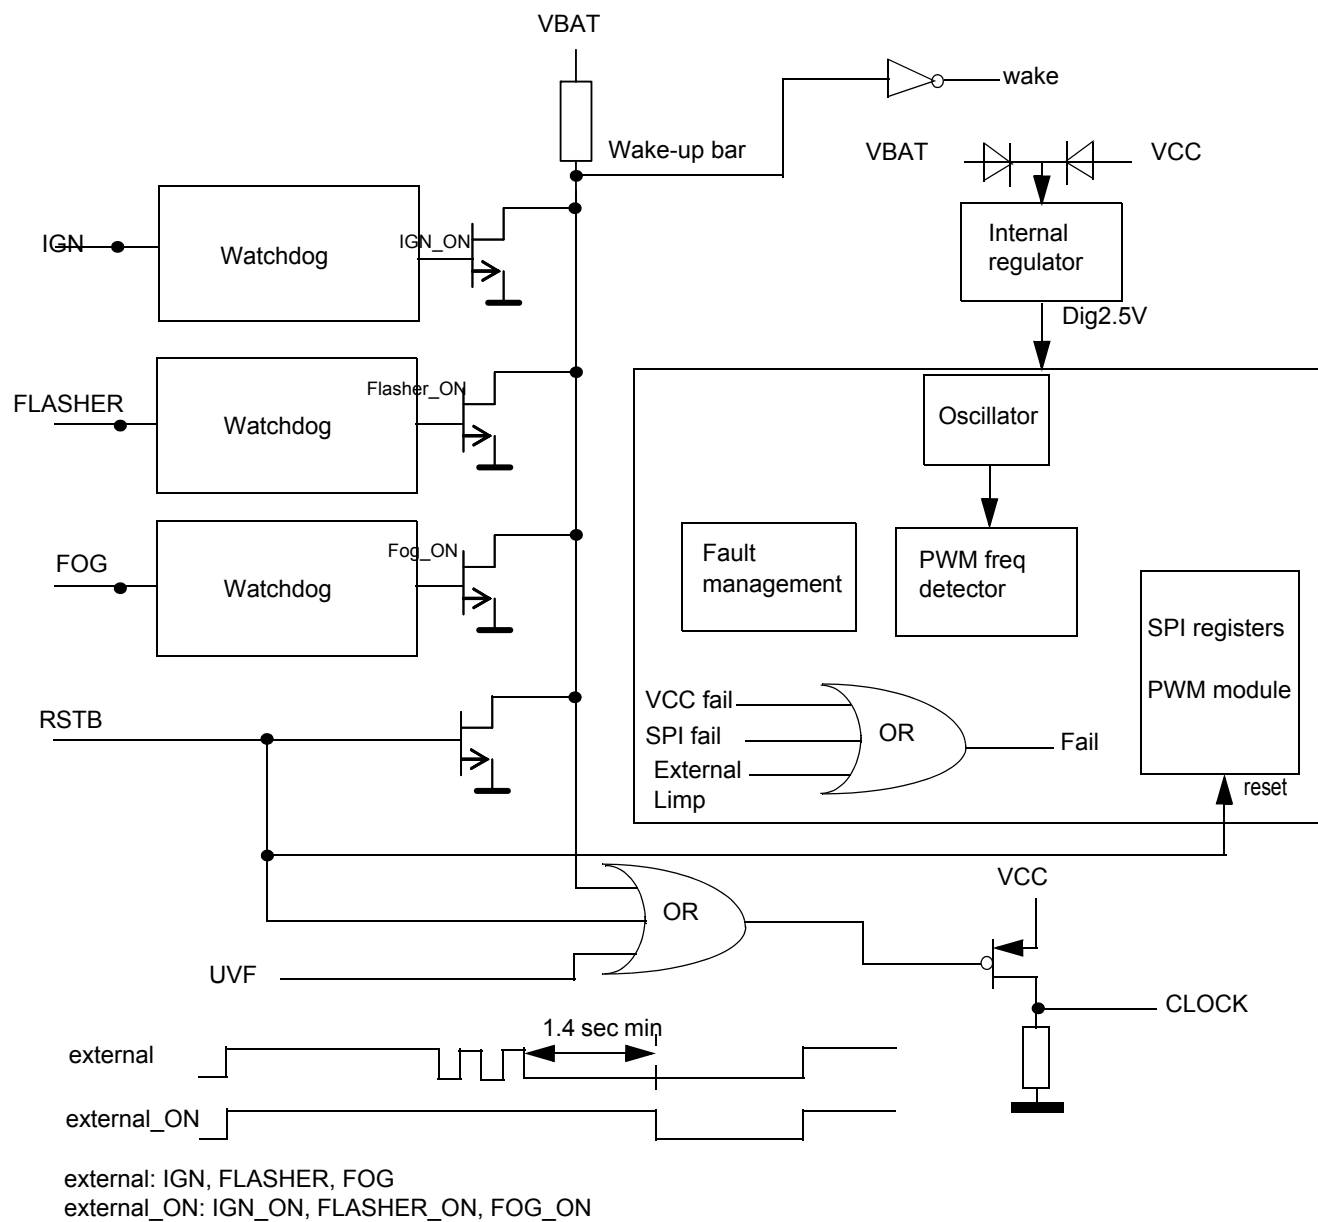 VBAT
wake
Wake-up bar
VBAT
VCC
IGN
Watchdog
IGN_ON
Internal
regulator
Dig2.5V
FLASHER
Watchdog
Flasher_ON
Oscillator
FOG
Watchdog
Fog_ON
Fault
management
PWM freq
detector
SPI registers
PWM module
RSTB
VCC fail
SPI fail
External
Limp
OR
Fail
reset
OR
VCC
UVF
CLOCK
1.4 sec min
external
external_ON
external: IGN, FLASHER, FOG
external_ON: IGN_ON, FLASHER_ON, FOG_ON